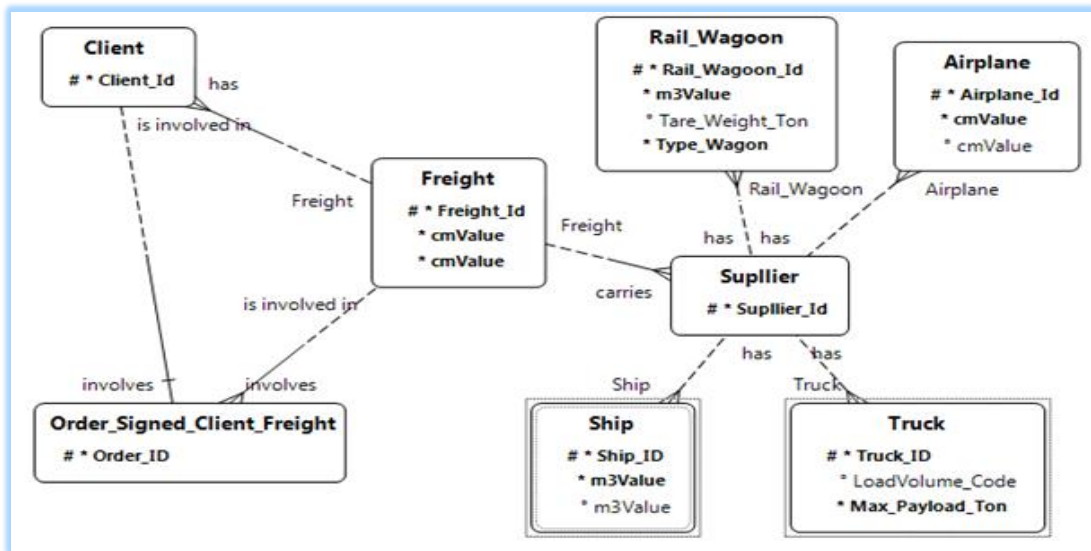 Client
# * Client_Id
has
is involved in
Rail_Wagoon
# * Rail_Wagoon_Id
* m3Value
° Tare_Weight_Ton
* Type_Wagon
Airplane
# * Airplane_Id
* cmValue
° cmValue
Freight
Freight
# * Freight_Id
* cmValue
* cmValue
Rail_Wagoon
Airplane
Freight
carries
has
has
Supllier
# * Supllier_Id
is involved in
involves
involves
has
has
Ship
Truck
Order_Signed_Client_Freight
# * Order_ID
Ship
# * Ship_ID
* m3Value
° m3Value
Truck
# * Truck_ID
° LoadVolume_Code
* Max_Payload_Ton